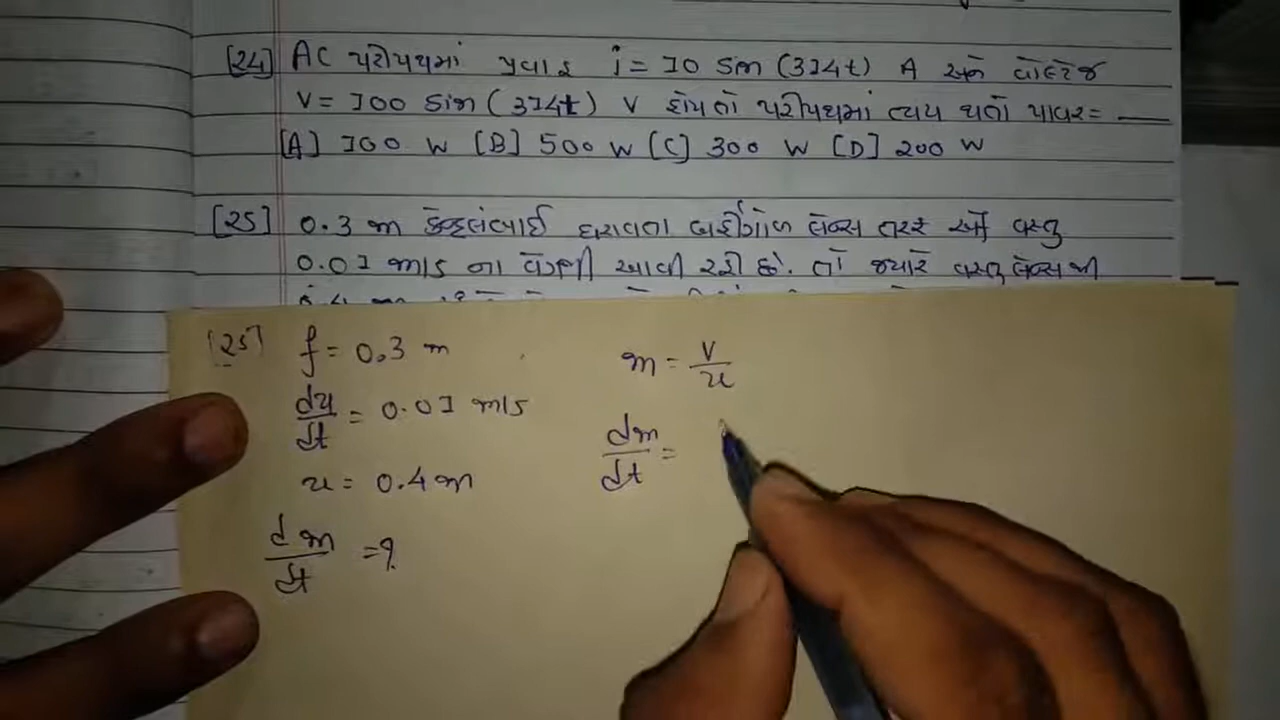 [24] AC પરીપથમાં પ્રવાહ i = 10 sin (314t) A અને વોલ્ટેજ
V = 100 sin (314t) V હોય તો પરીપથમાં વ્યય થતો પાવર = ___
[A] 100 W [B] 500 W [C] 300 W [D] 200 W
[25] 0.3 m કેન્દ્રલંબાઈ ધરાવતા બહીર્ગોળ લેન્સ તરફ એક વસ્તુ
0.01 m/s ના વેગથી આવી રહી છે. તો જ્યારે વસ્તુ લેન્સથી
[25] f = 0.3 m
du/dt = 0.01 m/s
u = 0.4 m
dm/dt = ?
m = v/u
dm/dt =